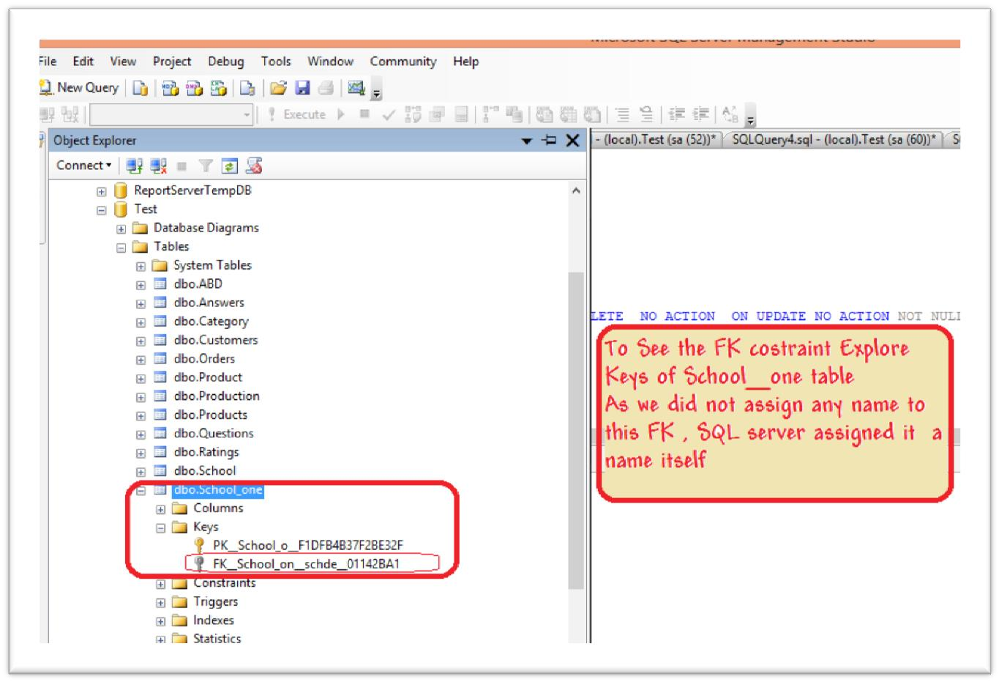 Microsoft SQL Server Management Studio
File Edit View Project Debug Tools Window Community Help
New Query
Execute
Object Explorer
- (local).Test (sa (52))* SQLQuery4.sql - (local).Test (sa (60))* S
Connect
ReportServerTempDB
Test
Database Diagrams
Tables
System Tables
dbo.ABD
dbo.Answers
dbo.Category
dbo.Customers
dbo.Orders
dbo.Product
dbo.Production
dbo.Products
dbo.Questions
dbo.Ratings
dbo.School
dbo.School_one
Columns
Keys
PK__School_o__F1DFB4B37F2BE32F
FK__School_on__schde__01142BA1
Constraints
Triggers
Indexes
Statistics
LETE NO ACTION ON UPDATE NO ACTION NOT NULL
To See the FK costraint Explore
Keys of School__one table
As we did not assign any name to
this FK , SQL server assigned it a
name itself